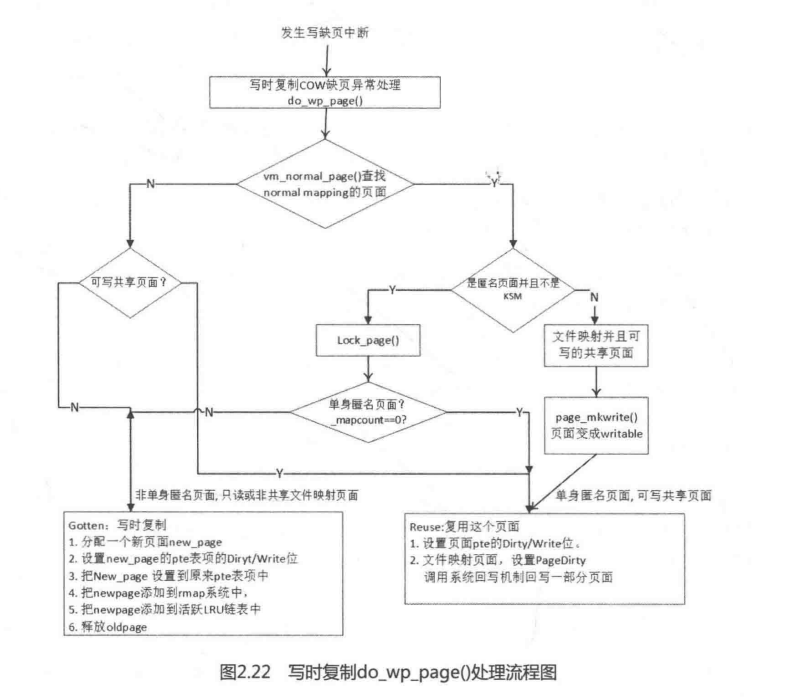 发生写缺页中断
写时复制COW缺页异常处理
do_wp_page()
vm_normal_page()查找
normal mapping的页面
N
Y
可写共享页面？
是匿名页面并且不是
KSM
Y
N
Lock_page()
文件映射并且可
写的共享页面
单身匿名页面？
_mapcount==0?
N
N
Y
page_mkwrite()
页面变成writable
Y
非单身匿名页面, 只读或非共享文件映射页面
单身匿名页面, 可写共享页面
Gotten：写时复制
1. 分配一个新页面new_page
2. 设置new_page的pte表项的Diryt/Write位
3. 把New_page 设置到原来pte表项中
4. 把newpage添加到rmap系统中，
5. 把newpage添加到活跃LRU链表中
6. 释放oldpage
Reuse:复用这个页面
1. 设置页面pte的Dirty/Write位、
2. 文件映射页面，设置PageDirty
调用系统回写机制回写一部分页面
图2.22 写时复制do_wp_page()处理流程图